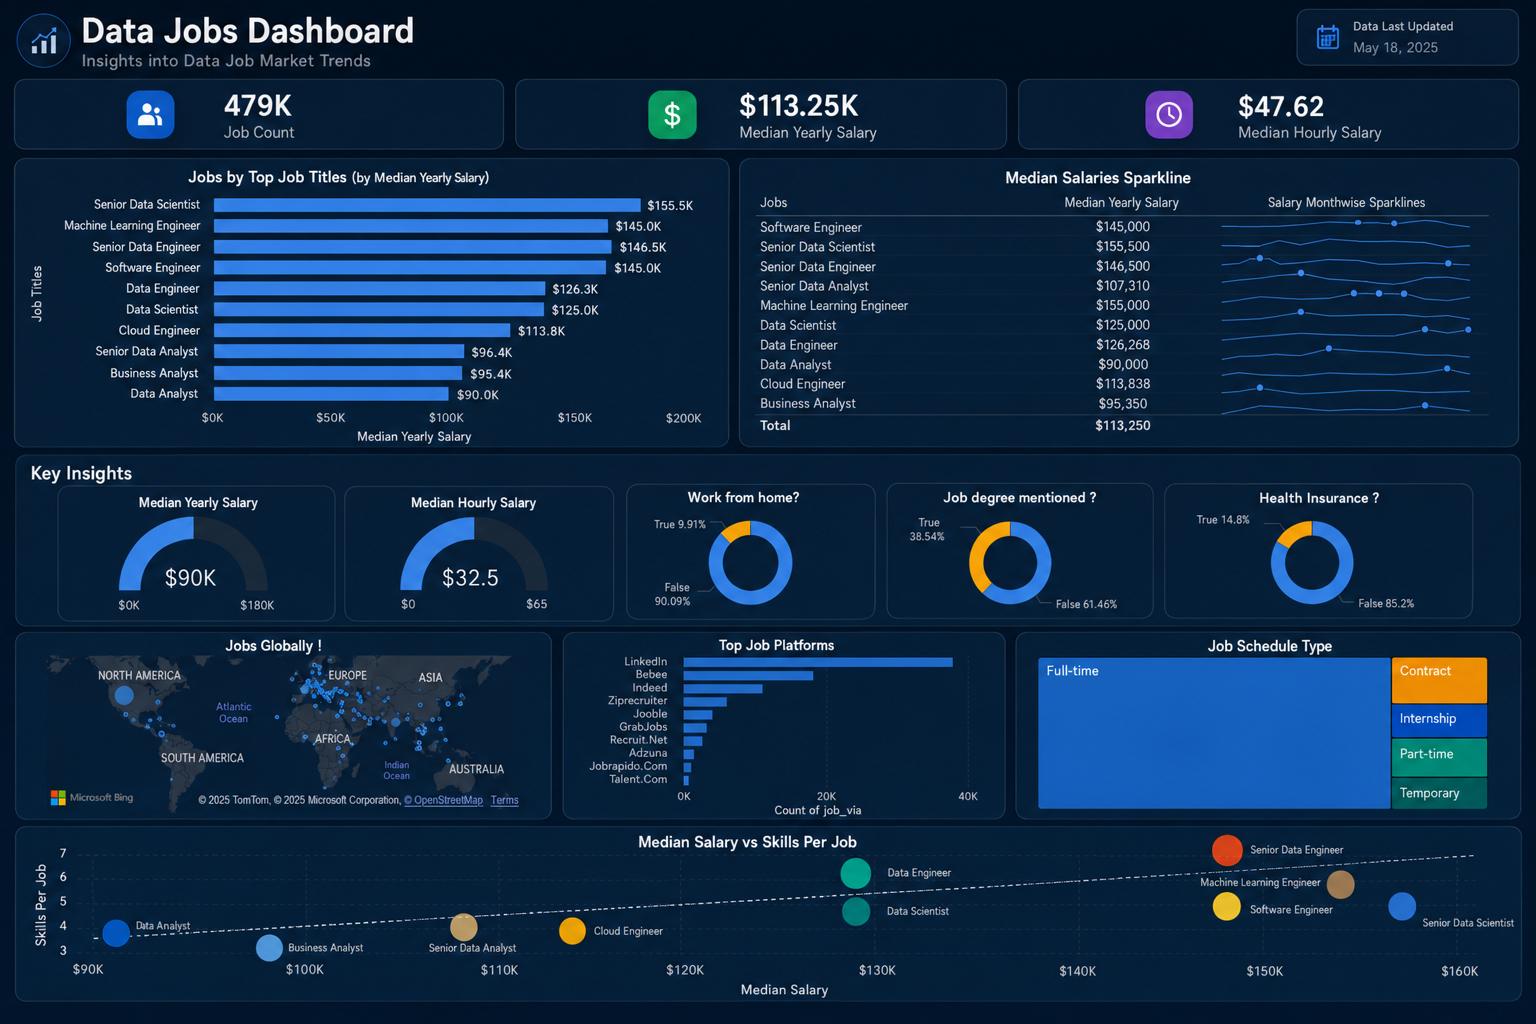 Data Jobs Dashboard
Insights into Data Job Market Trends
Data Last Updated
May 18, 2025
479K
Job Count
$113.25K
Median Yearly Salary
$47.62
Median Hourly Salary
Jobs by Top Job Titles (by Median Yearly Salary)
Job Titles
Senior Data Scientist $155.5K
Machine Learning Engineer $145.0K
Senior Data Engineer $146.5K
Software Engineer $145.0K
Data Engineer $126.3K
Data Scientist $125.0K
Cloud Engineer $113.8K
Senior Data Analyst $96.4K
Business Analyst $95.4K
Data Analyst $90.0K
$0K $50K $100K $150K $200K
Median Yearly Salary
Median Salaries Sparkline
Jobs Median Yearly Salary Salary Monthwise Sparklines
Software Engineer $145,000
Senior Data Scientist $155,500
Senior Data Engineer $146,500
Senior Data Analyst $107,310
Machine Learning Engineer $155,000
Data Scientist $125,000
Data Engineer $126,268
Data Analyst $90,000
Cloud Engineer $113,838
Business Analyst $95,350
Total $113,250
Key Insights
Median Yearly Salary
$90K
$0K $180K
Median Hourly Salary
$32.5
$0 $65
Work from home?
True 9.91%
False
90.09%
Job degree mentioned ?
True
38.54%
False 61.46%
Health Insurance ?
True 14.8%
False 85.2%
Jobs Globally !
NORTH AMERICA
EUROPE
ASIA
Atlantic
Ocean
AFRICA
SOUTH AMERICA
Indian
Ocean
AUSTRALIA
Microsoft Bing
© 2025 TomTom, © 2025 Microsoft Corporation, © OpenStreetMap Terms
Top Job Platforms
LinkedIn
Bebee
Indeed
Ziprecruiter
Jooble
GrabJobs
Recruit.Net
Adzuna
Jobrapido.Com
Talent.Com
0K 20K 40K
Count of job_via
Job Schedule Type
Full-time
Contract
Internship
Part-time
Temporary
Median Salary vs Skills Per Job
Skills Per Job
7
6
5
4
3
Senior Data Engineer
Data Engineer
Machine Learning Engineer
Data Scientist
Software Engineer
Senior Data Scientist
Data Analyst
Cloud Engineer
Business Analyst
Senior Data Analyst
$90K $100K $110K $120K $130K $140K $150K $160K
Median Salary